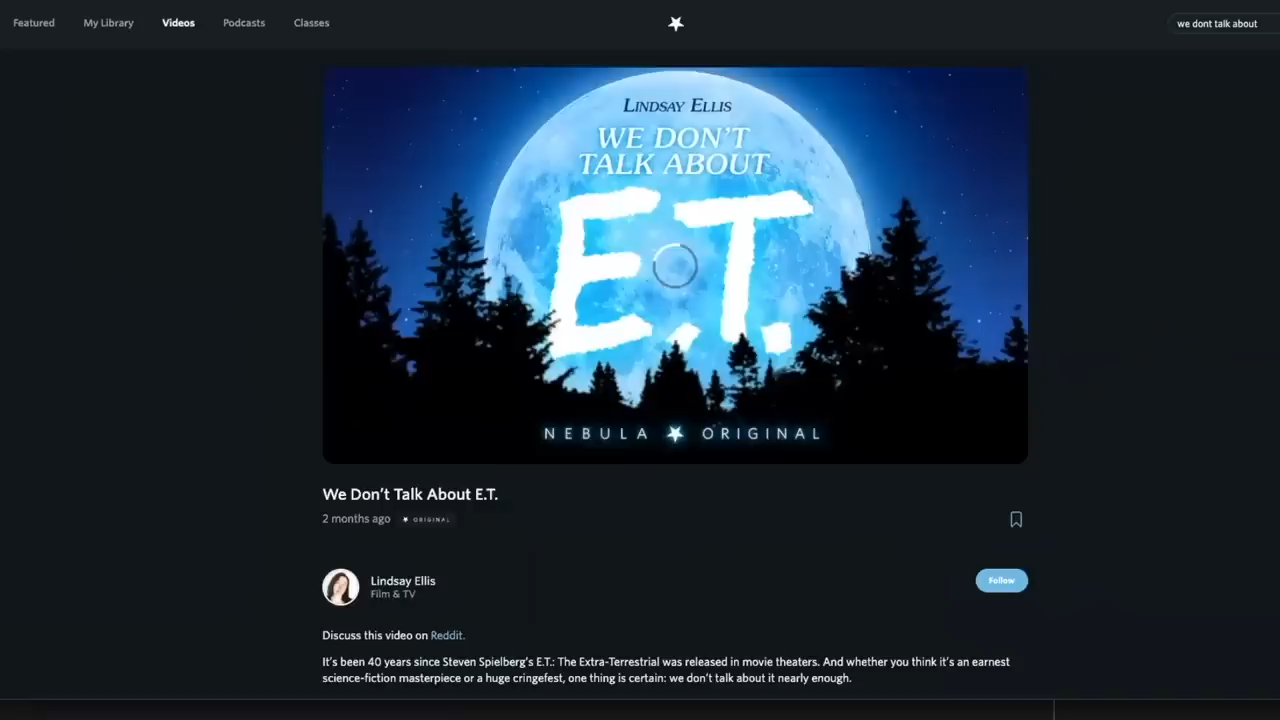 Featured
My Library
Videos
Podcasts
Classes
we dont talk about
LINDSAY ELLIS
WE DON'T
TALK ABOUT
E.T.
NEBULA ORIGINAL
We Don't Talk About E.T.
2 months ago
ORIGINAL
Lindsay Ellis
Film & TV
Follow
Discuss this video on Reddit.
It's been 40 years since Steven Spielberg's E.T.: The Extra-Terrestrial was released in movie theaters. And whether you think it's an earnest
science-fiction masterpiece or a huge cringefest, one thing is certain: we don't talk about it nearly enough.